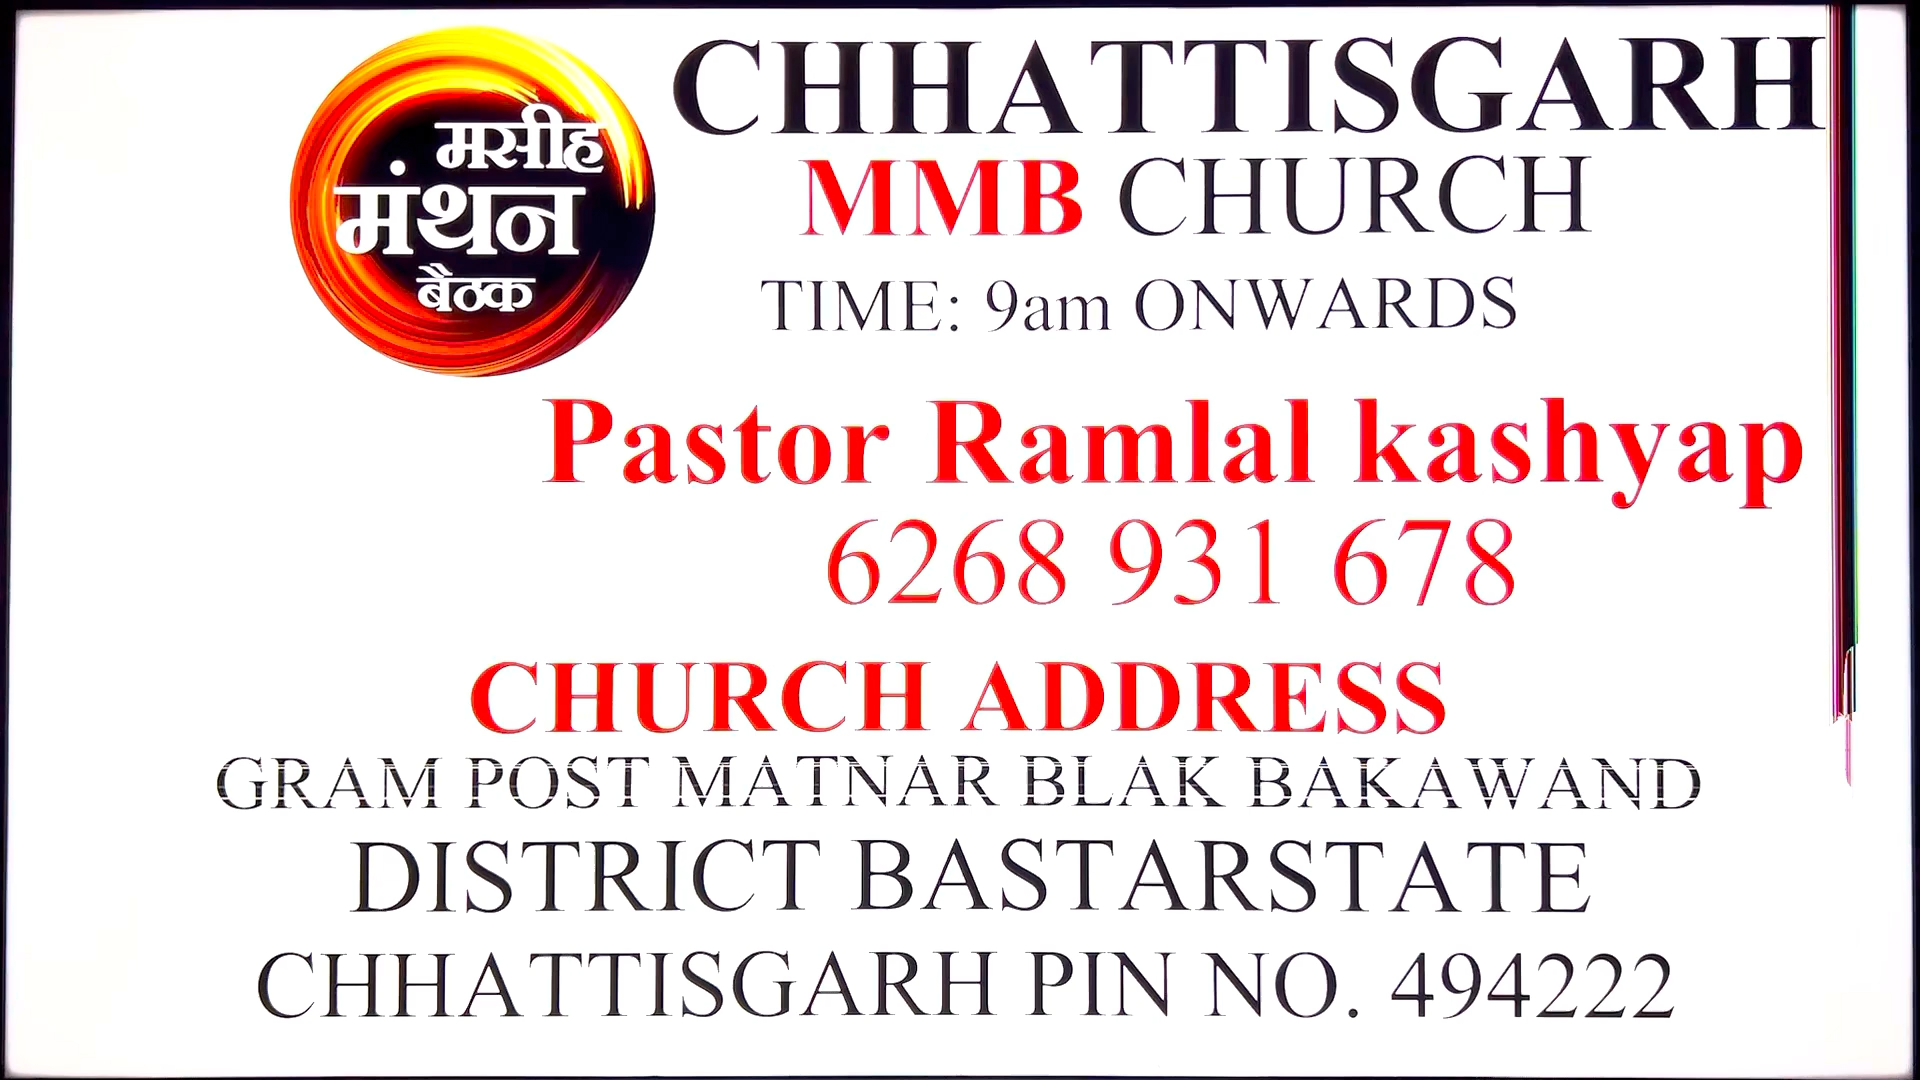 मसीह
मंथन
बैठक
CHHATTISGARH
MMB CHURCH
TIME: 9am ONWARDS
Pastor Ramlal kashyap
6268 931 678
CHURCH ADDRESS
GRAM POST MATNAR BLAK BAKAWAND
DISTRICT BASTARSTATE
CHHATTISGARH PIN NO. 494222